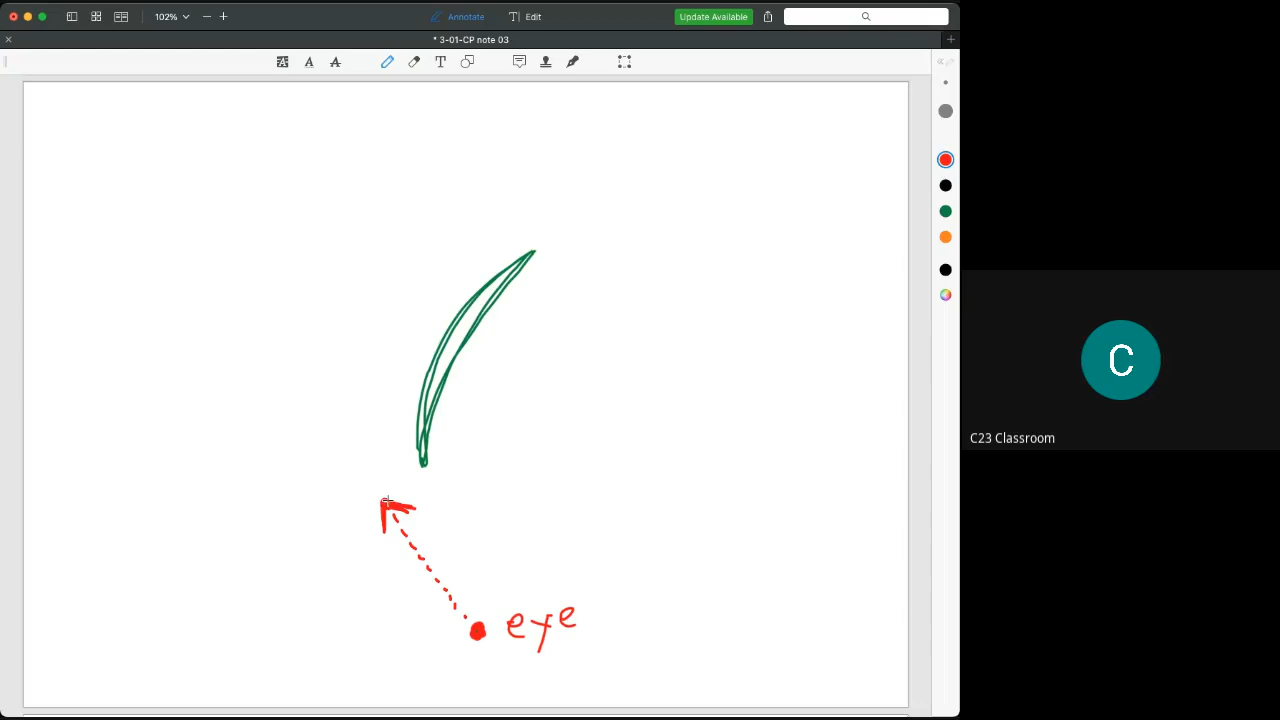 102%
Annotate
Edit
Update Available
* 3-01-CP note 03
A A A T
eye
C
C23 Classroom